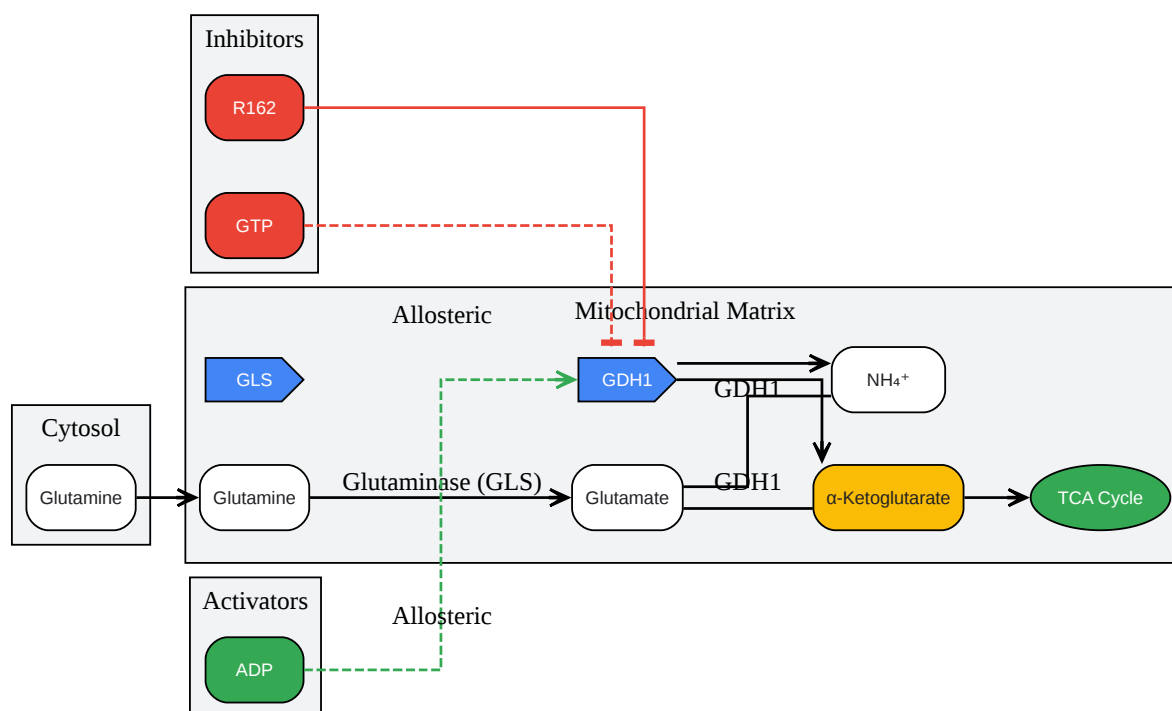 Inhibitors
R162
GTP
Allosteric
Mitochondrial Matrix
GLS
GDH1
GDH1
NH₄⁺
Cytosol
Glutamine
Glutamine
Glutaminase (GLS)
Glutamate
GDH1
α-Ketoglutarate
TCA Cycle
Activators
Allosteric
ADP